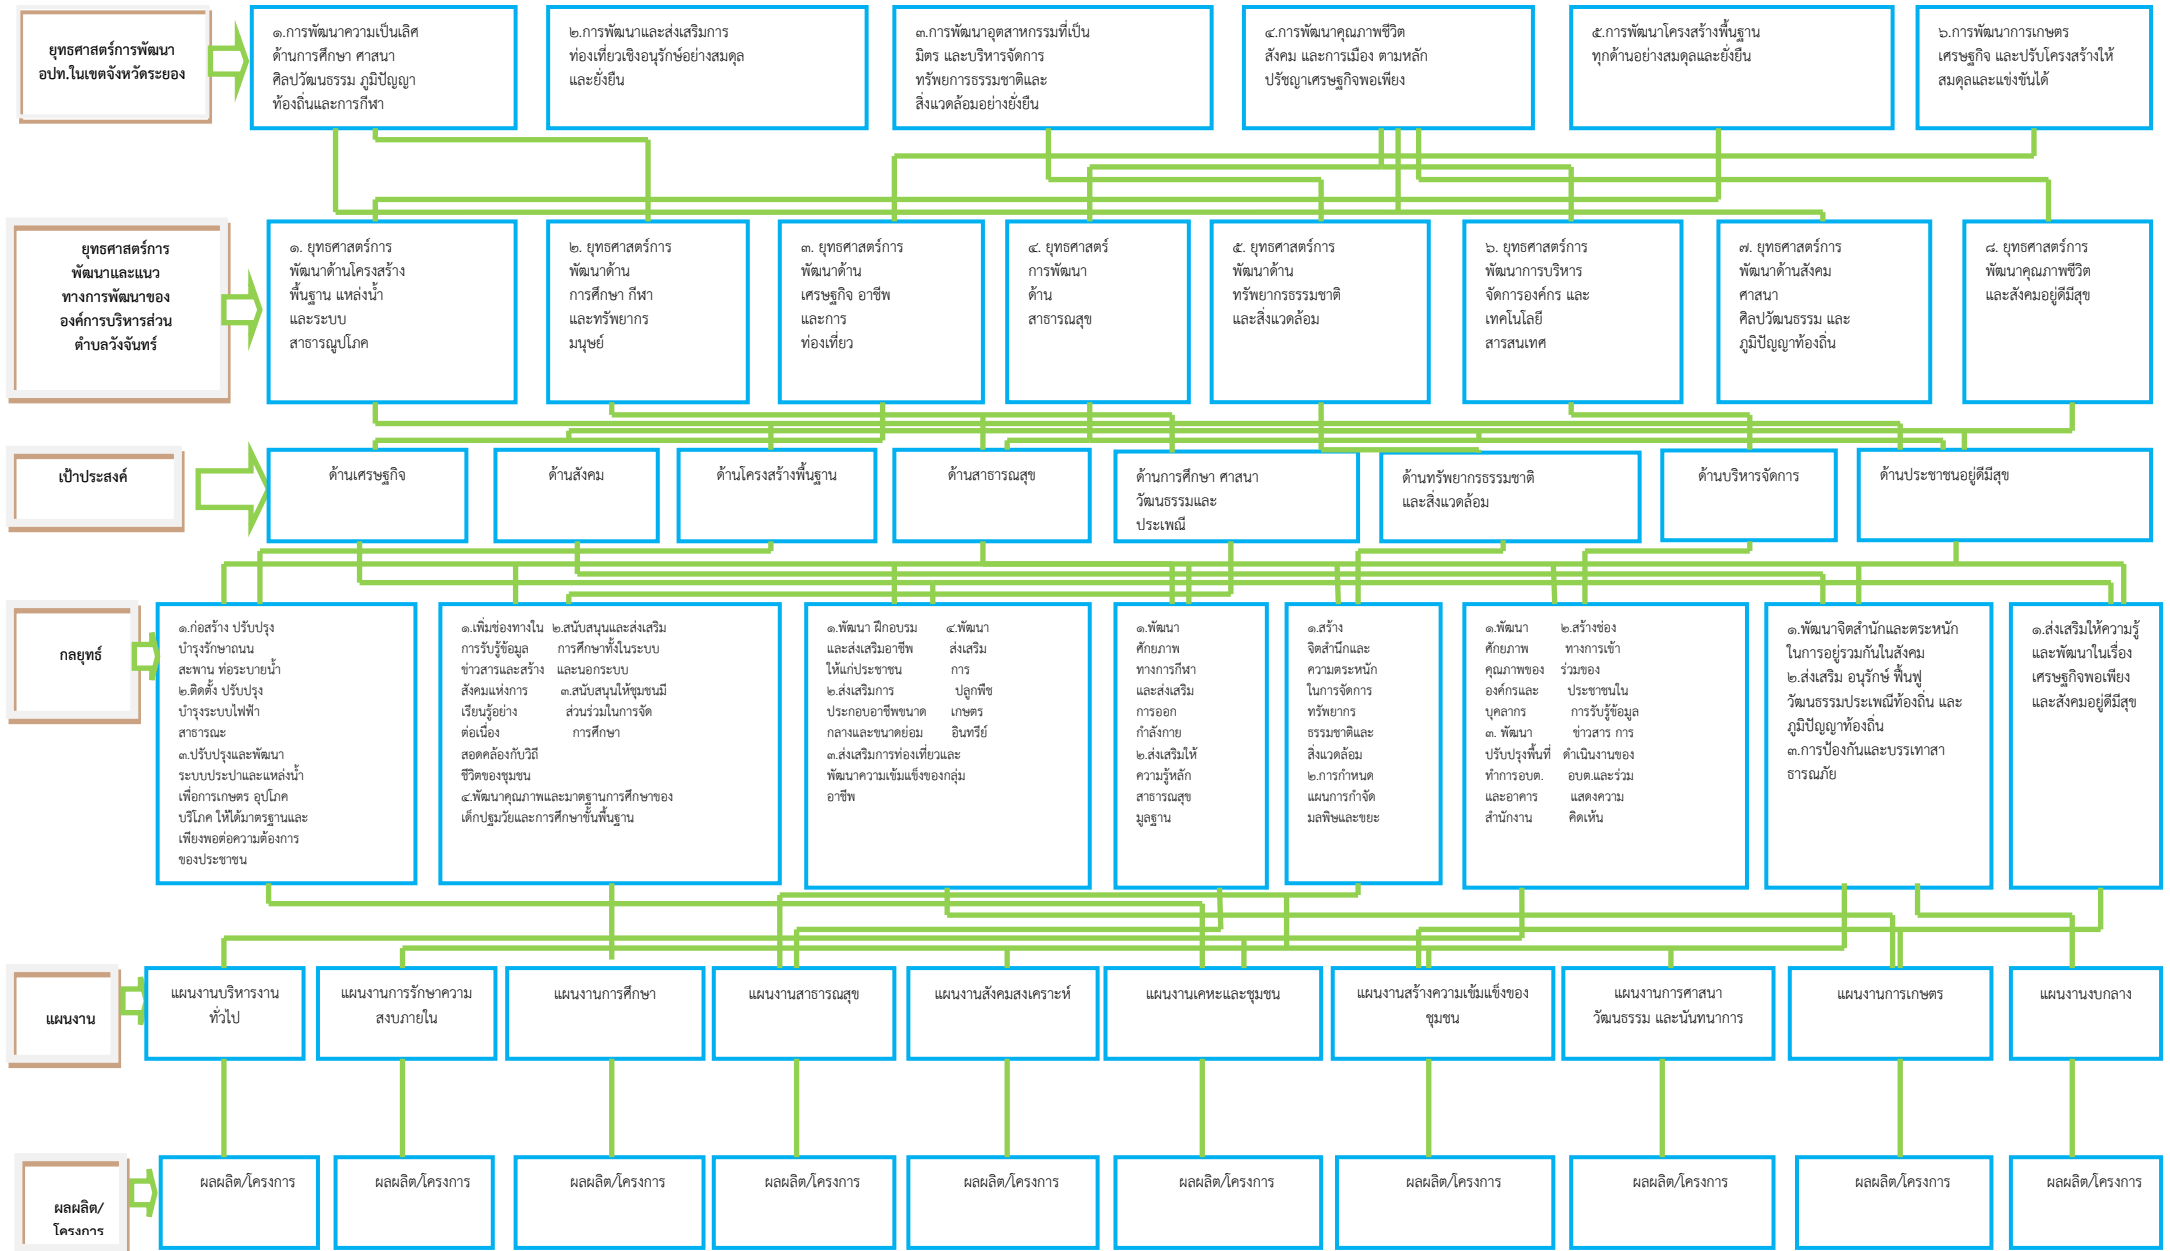 ยุทธศาสตร์การพัฒนา
อปท.ในเขตจังหวัดระยอง
๑.การพัฒนาความเป็นเลิศ
ด้านการศึกษา ศาสนา
ศิลปวัฒนธรรม ภูมิปัญญา
ท้องถิ่นและการกีฬา
๒.การพัฒนาและส่งเสริมการ
ท่องเที่ยวเชิงอนุรักษ์อย่างสมดุล
และยั่งยืน
๓.การพัฒนาอุตสาหกรรมที่เป็น
มิตร และบริหารจัดการ
ทรัพยการธรรมชาติและ
สิ่งแวดล้อมอย่างยั่งยืน
๔.การพัฒนาคุณภาพชีวิต
สังคม และการเมือง ตามหลัก
ปรัชญาเศรษฐกิจพอเพียง
๕.การพัฒนาโครงสร้างพื้นฐาน
ทุกด้านอย่างสมดุลและยั่งยืน
๖.การพัฒนาการเกษตร
เศรษฐกิจ และปรับโครงสร้างให้
สมดุลและแข่งขันได้
ยุทธศาสตร์การ
พัฒนาและแนว
ทางการพัฒนาของ
องค์การบริหารส่วน
ตำบลวังจันทร์
๑. ยุทธศาสตร์การ
พัฒนาด้านโครงสร้าง
พื้นฐาน แหล่งน้ำ
และระบบ
สาธารณูปโภค
๒. ยุทธศาสตร์การ
พัฒนาด้าน
การศึกษา กีฬา
และทรัพยากร
มนุษย์
๓. ยุทธศาสตร์การ
พัฒนาด้าน
เศรษฐกิจ อาชีพ
และการ
ท่องเที่ยว
๔. ยุทธศาสตร์
การพัฒนา
ด้าน
สาธารณสุข
๕. ยุทธศาสตร์การ
พัฒนาด้าน
ทรัพยากรธรรมชาติ
และสิ่งแวดล้อม
๖. ยุทธศาสตร์การ
พัฒนาการบริหาร
จัดการองค์กร และ
เทคโนโลยี
สารสนเทศ
๗. ยุทธศาสตร์การ
พัฒนาด้านสังคม
ศาสนา
ศิลปวัฒนธรรม และ
ภูมิปัญญาท้องถิ่น
๘. ยุทธศาสตร์การ
พัฒนาคุณภาพชีวิต
และสังคมอยู่ดีมีสุข
เป้าประสงค์
ด้านเศรษฐกิจ
ด้านสังคม
ด้านโครงสร้างพื้นฐาน
ด้านสาธารณสุข
ด้านการศึกษา ศาสนา
วัฒนธรรมและ
ประเพณี
ด้านทรัพยากรธรรมชาติ
และสิ่งแวดล้อม
ด้านบริหารจัดการ
ด้านประชาชนอยู่ดีมีสุข
กลยุทธ์
๑.ก่อสร้าง ปรับปรุง
บำรุงรักษาถนน
สะพาน ท่อระบายน้ำ
๒.ติดตั้ง ปรับปรุง
บำรุงระบบไฟฟ้า
สาธารณะ
๓.ปรับปรุงและพัฒนา
ระบบประปาและแหล่งน้ำ
เพื่อการเกษตร อุปโภค
บริโภค ให้ได้มาตรฐานและ
เพียงพอต่อความต้องการ
ของประชาชน
๑.เพิ่มช่องทางใน ๒.สนับสนุนและส่งเสริม
การรับรู้ข้อมูล การศึกษาทั้งในระบบ
ข่าวสารและสร้าง และนอกระบบ
สังคมแห่งการ ๓.สนับสนุนให้ชุมชนมี
เรียนรู้อย่าง ส่วนร่วมในการจัด
ต่อเนื่อง การศึกษา
สอดคล้องกับวิถี
ชีวิตของชุมชน
๔.พัฒนาคุณภาพและมาตฐานการศึกษาของ
เด็กปฐมวัยและการศึกษาขั้นพื้นฐาน
๑.พัฒนา ฝึกอบรม ๔.พัฒนา
และส่งเสริมอาชีพ ส่งเสริม
ให้แก่ประชาชน การ
๒.ส่งเสริมการ ปลูกพืช
ประกอบอาชีพขนาด เกษตร
กลางและขนาดย่อม อินทรีย์
๓.ส่งเสริมการท่องเที่ยวและ
พัฒนาความเข้มแข็งของกลุ่ม
อาชีพ
๑.พัฒนา
ศักยภาพ
ทางการกีฬา
และส่งเสริม
การออก
กำลังกาย
๒.ส่งเสริมให้
ความรู้หลัก
สาธารณสุข
มูลฐาน
๑.สร้าง
จิตสำนึกและ
ความตระหนัก
ในการจัดการ
ทรัพยากร
ธรรมชาติและ
สิ่งแวดล้อม
๒.การกำหนด
แผนการกำจัด
มลพิษและขยะ
๑.พัฒนา ๒.สร้างช่อง
ศักยภาพ ทางการเข้า
คุณภาพของ ร่วมของ
องค์กรและ ประชาชนใน
บุคลากร การรับรู้ข้อมูล
๓. พัฒนา ข่าวสาร การ
ปรับปรุงพื้นที่ ดำเนินงานของ
ทำการอบต. อบต.และร่วม
และอาคาร แสดงความ
สำนักงาน คิดเห็น
๑.พัฒนาจิตสำนักและตระหนัก
ในการอยู่รวมกันในสังคม
๒.ส่งเสริม อนุรักษ์ ฟื้นฟู
วัฒนธรรมประเพณีท้องถิ่น และ
ภูมิปัญญาท้องถิ่น
๓.การป้องกันและบรรเทาสา
ธารณภัย
๑.ส่งเสริมให้ความรู้
และพัฒนาในเรื่อง
เศรษฐกิจพอเพียง
และสังคมอยู่ดีมีสุข
แผนงาน
แผนงานบริหารงาน
ทั่วไป
แผนงานการรักษาความ
สงบภายใน
แผนงานการศึกษา
แผนงานสาธารณสุข
แผนงานสังคมสงเคราะห์
แผนงานเคหะและชุมชน
แผนงานสร้างความเข้มแข็งของ
ชุมชน
แผนงานการศาสนา
วัฒนธรรม และนันทนาการ
แผนงานการเกษตร
แผนงานงบกลาง
ผลผลิต/
โครงการ
ผลผลิต/โครงการ
ผลผลิต/โครงการ
ผลผลิต/โครงการ
ผลผลิต/โครงการ
ผลผลิต/โครงการ
ผลผลิต/โครงการ
ผลผลิต/โครงการ
ผลผลิต/โครงการ
ผลผลิต/โครงการ
ผลผลิต/โครงการ